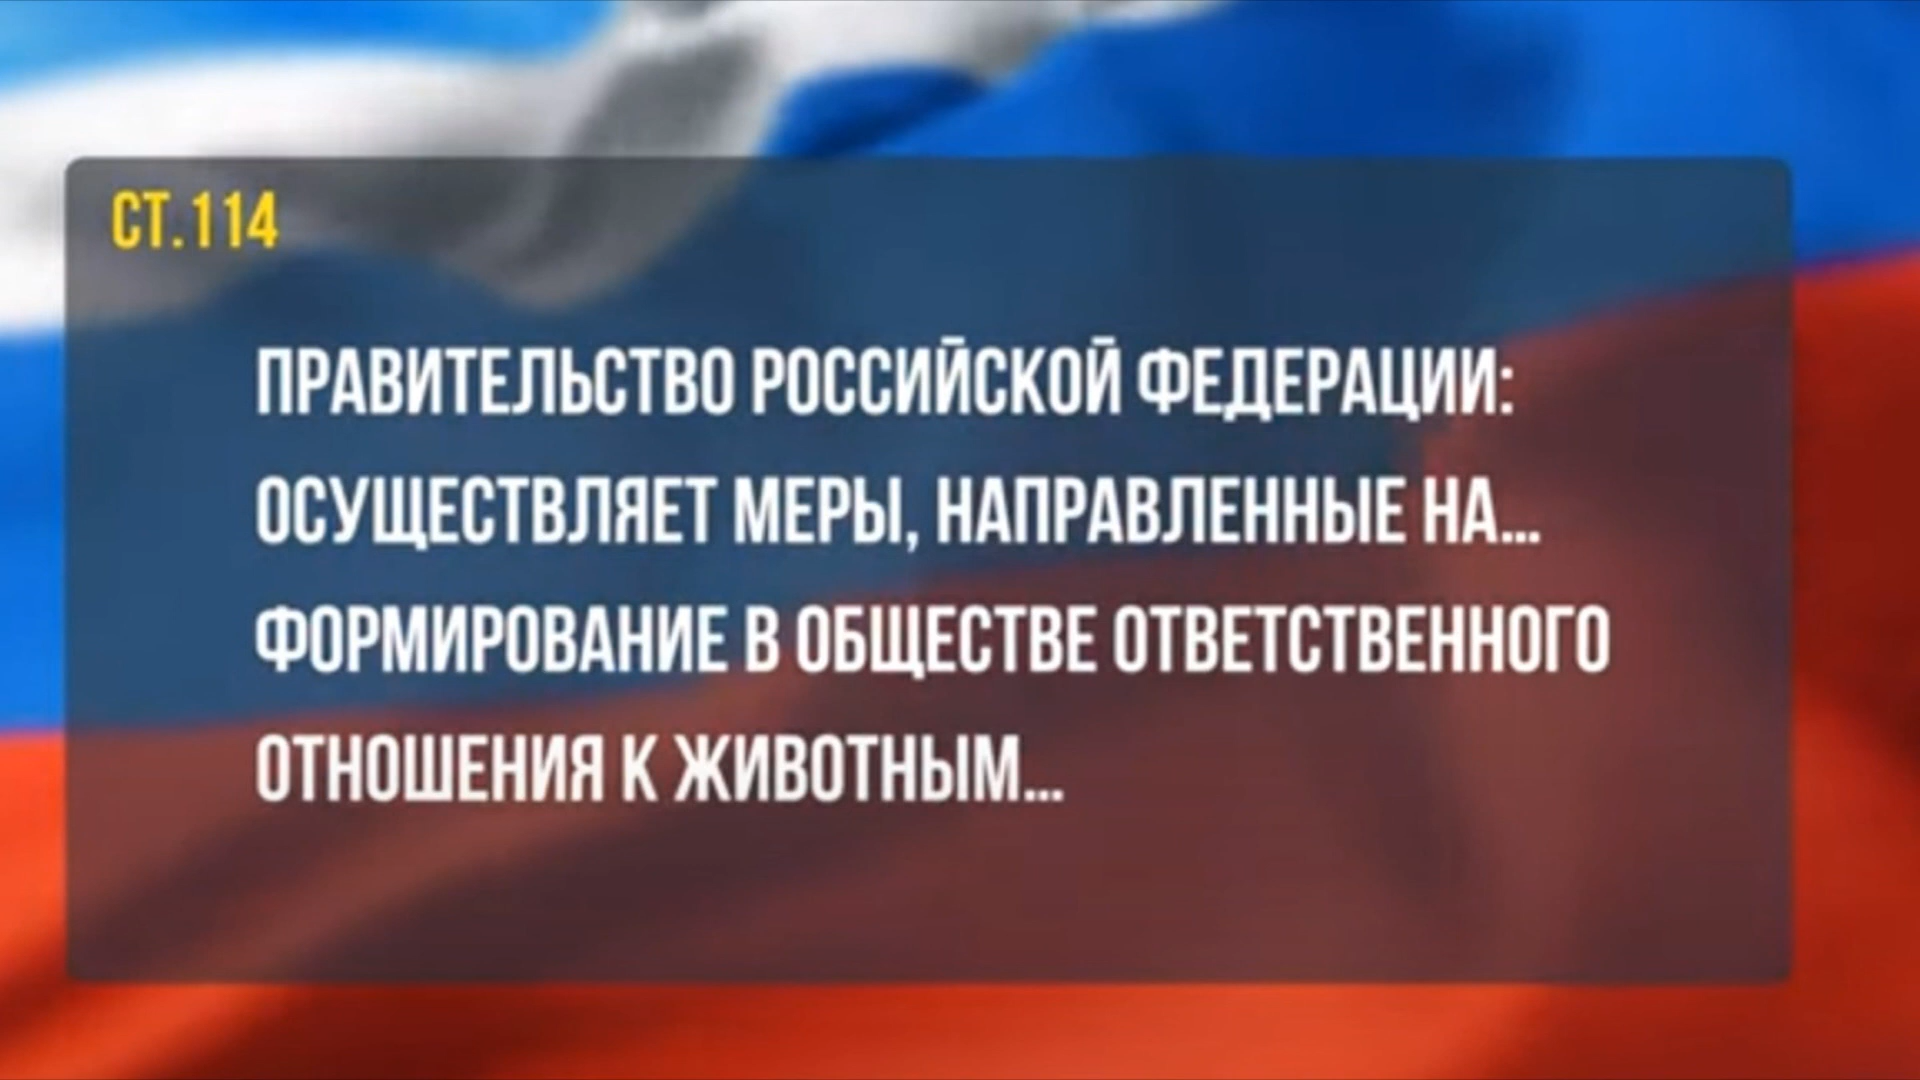 СТ.114
ПРАВИТЕЛЬСТВО РОССИЙСКОЙ ФЕДЕРАЦИИ:
ОСУЩЕСТВЛЯЕТ МЕРЫ, НАПРАВЛЕННЫЕ НА...
ФОРМИРОВАНИЕ В ОБЩЕСТВЕ ОТВЕТСТВЕННОГО
ОТНОШЕНИЯ К ЖИВОТНЫМ...